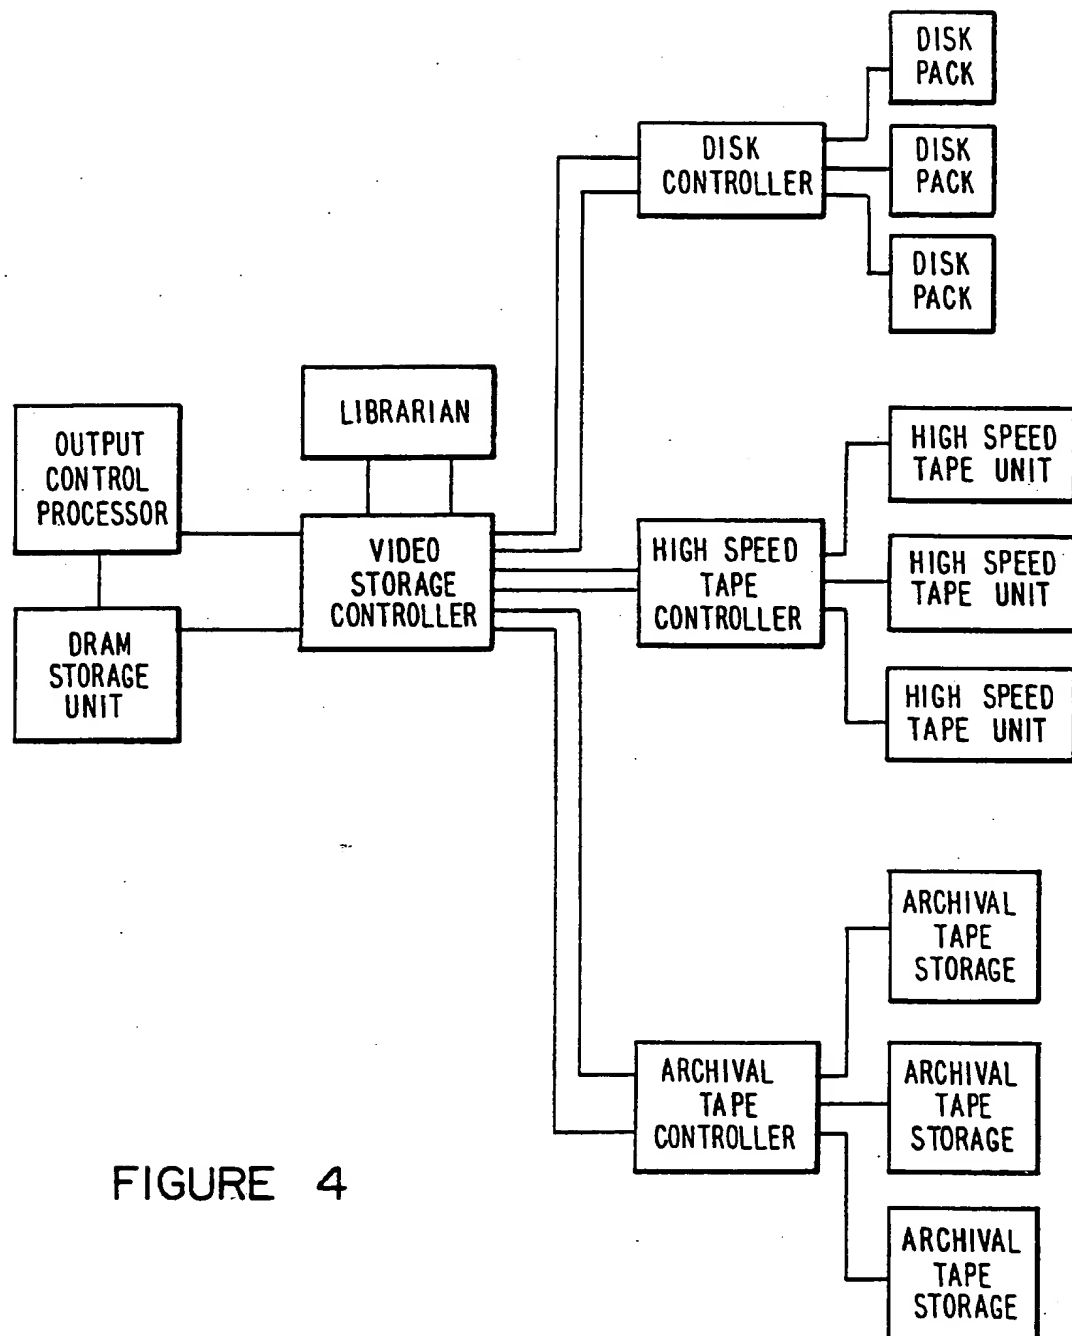 DISK
PACK
DISK
CONTROLLER
DISK
PACK
DISK
PACK
LIBRARIAN
OUTPUT
CONTROL
PROCESSOR
VIDEO
STORAGE
CONTROLLER
DRAM
STORAGE
UNIT
HIGH SPEED
TAPE
CONTROLLER
HIGH SPEED
TAPE UNIT
HIGH SPEED
TAPE UNIT
HIGH SPEED
TAPE UNIT
ARCHIVAL
TAPE
CONTROLLER
ARCHIVAL
TAPE
STORAGE
ARCHIVAL
TAPE
STORAGE
ARCHIVAL
TAPE
STORAGE
FIGURE 4